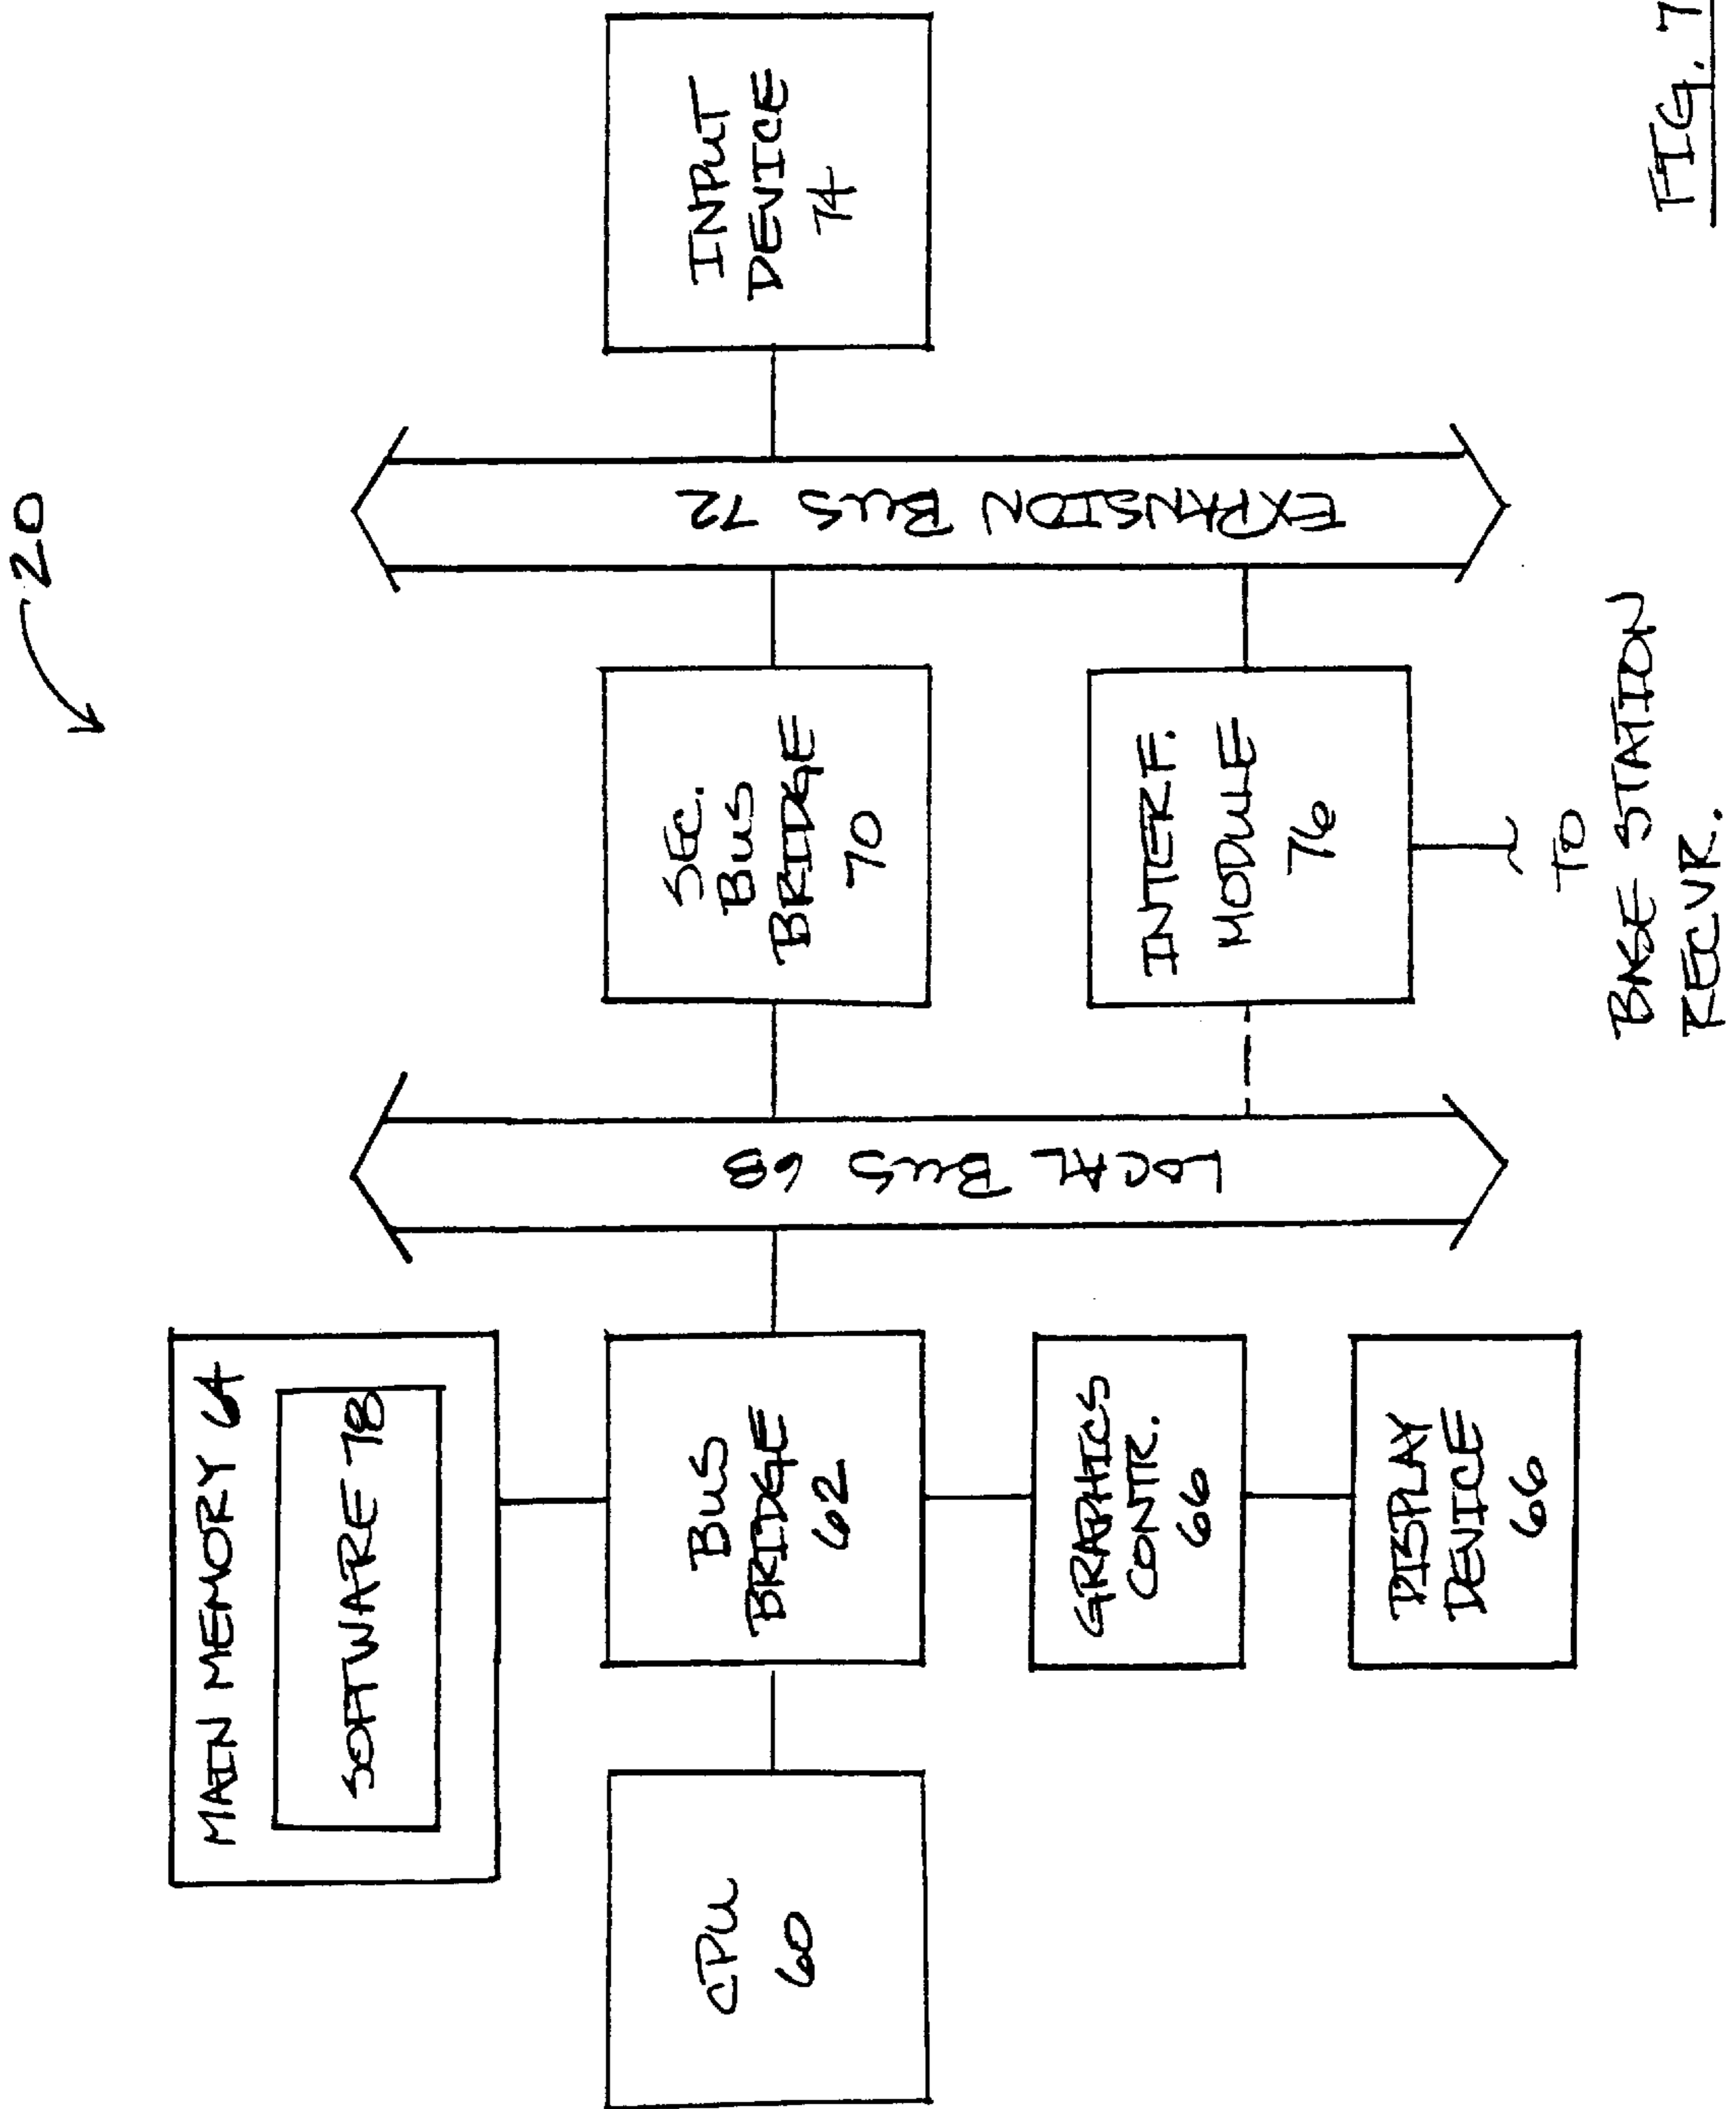 20
MAIN MEMORY 64
SOFTWARE 78
CPU
60
BUS
BRIDGE
62
GRAPHICS
CONTR.
66
DISPLAY
DEVICE
66
LOCAL BUS 68
SEC.
BUS
BRIDGE
70
INTERF.
MODULE
76
TO
BASE STATION
RECVR.
EXPANSION BUS 72
INPUT
DEVICE
74
FIG. 7